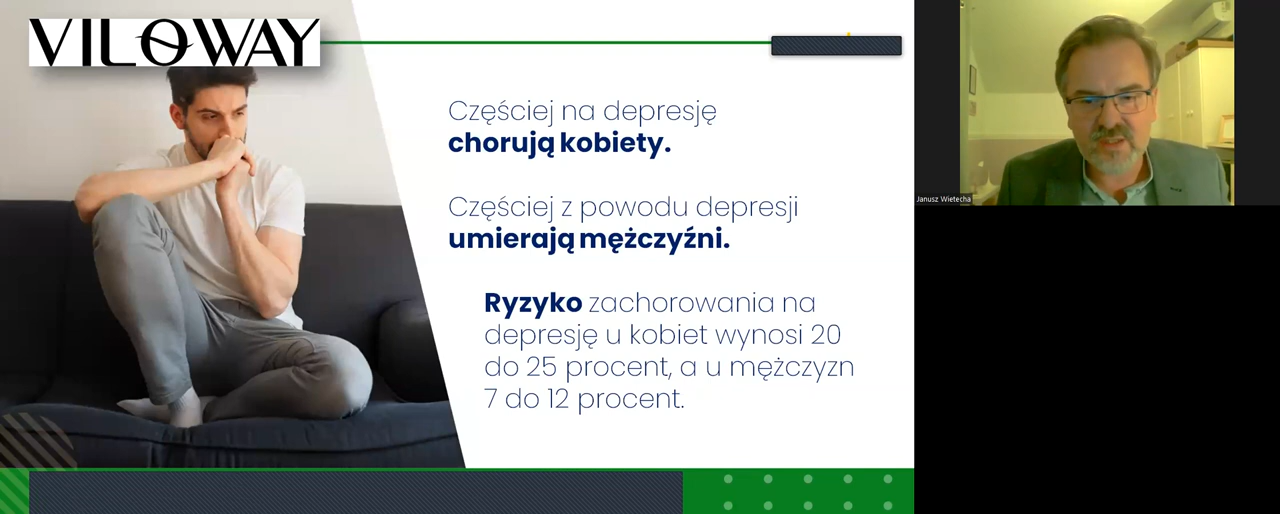 VILOWAY
Częściej na depresję
chorują kobiety.
Częściej z powodu depresji
umierają mężczyźni.
Ryzyko zachorowania na
depresję u kobiet wynosi 20
do 25 procent, a u mężczyzn
7 do 12 procent.
Janusz Wietecha